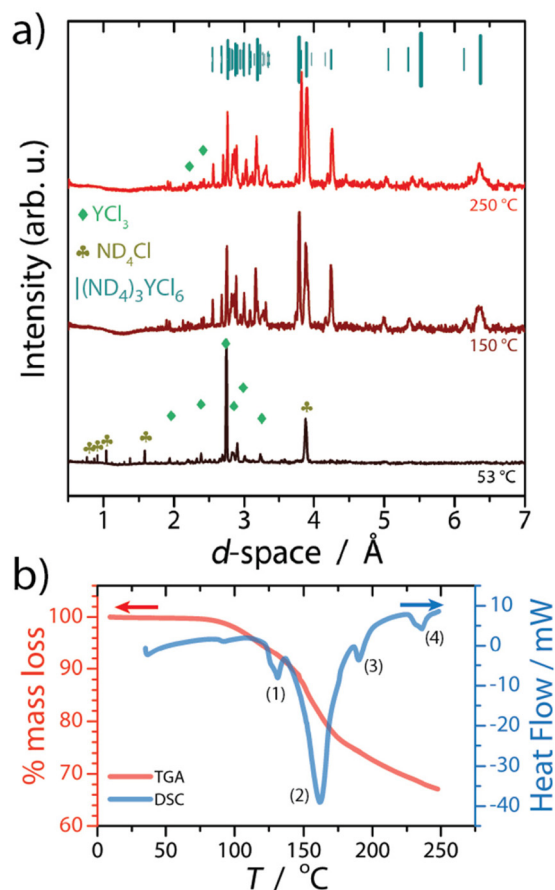 a)
Intensity (arb. u.)
250 °C
♦ YCl3
♣ ND4Cl
|(ND4)3YCl6
150 °C
53 °C
1 2 3 4 5 6 7
d-space / Å
b)
% mass loss
100
90
80
70
60
(1)
(2)
(3)
(4)
TGA
DSC
10
0
-10
-20
-30
-40
Heat Flow / mW
0 50 100 150 200 250
T / °C